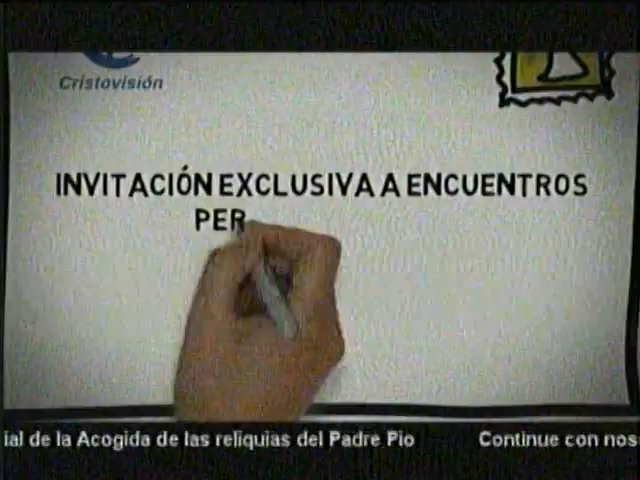 Cristovisión
INVITACIÓN EXCLUSIVA A ENCUENTROS
PER
ial de la Acogida de las reliquias del Padre Pio Continue con nos